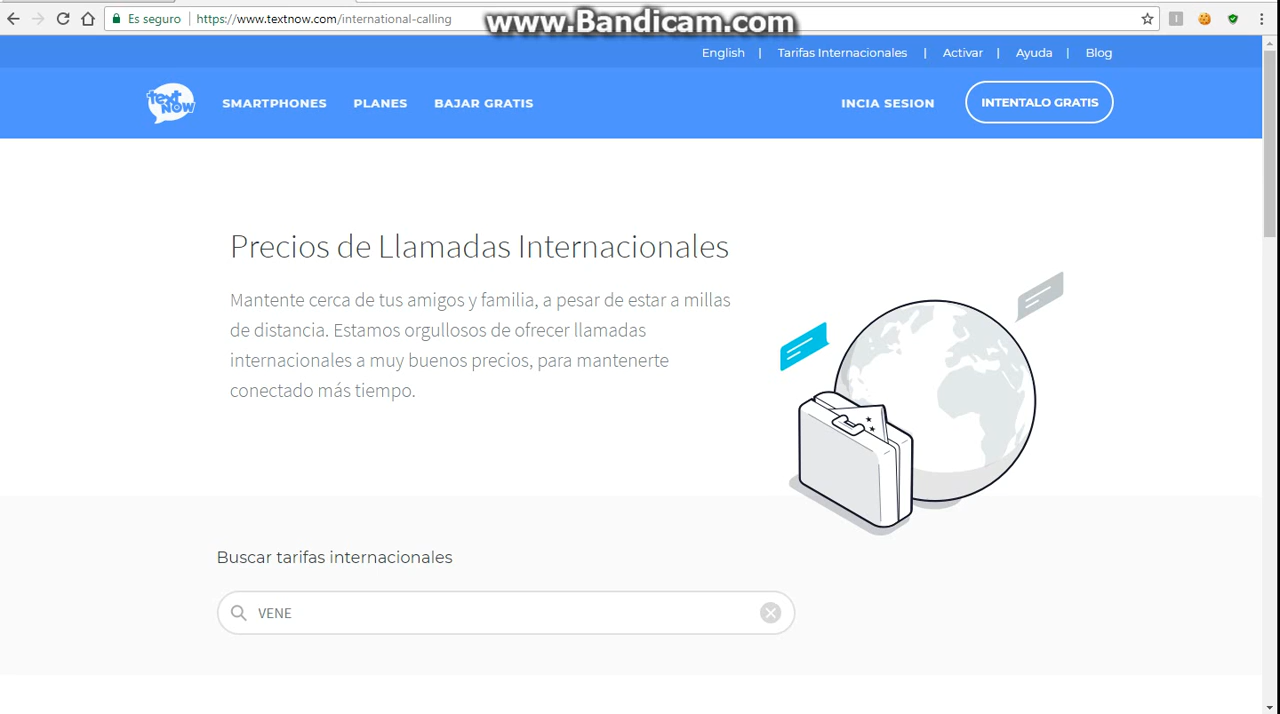 www.Bandicam.com
Es seguro | https://www.textnow.com/international-calling
English | Tarifas Internacionales | Activar | Ayuda | Blog
text NOW
SMARTPHONES PLANES BAJAR GRATIS INCIA SESION INTENTALO GRATIS
Precios de Llamadas Internacionales
Mantente cerca de tus amigos y familia, a pesar de estar a millas
de distancia. Estamos orgullosos de ofrecer llamadas
internacionales a muy buenos precios, para mantenerte
conectado más tiempo.
Buscar tarifas internacionales
VENE